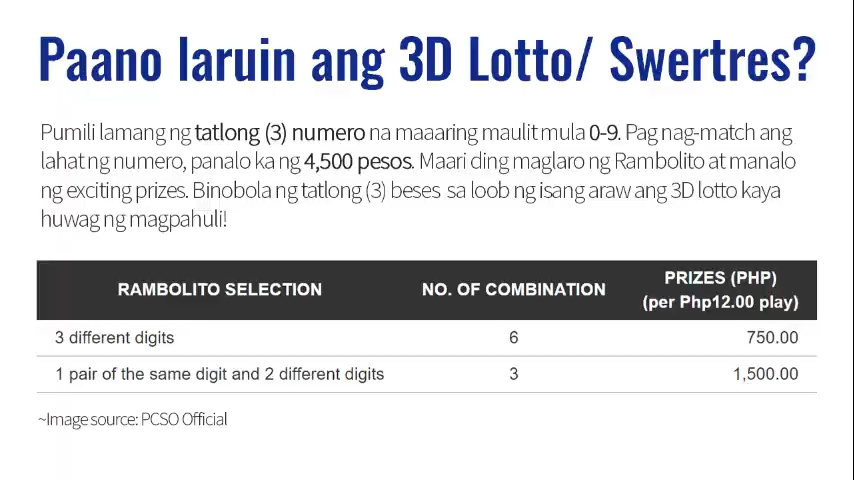 Paano laruin ang 3D Lotto/ Swertres?
Pumili lamang ng tatlong (3) numero na maaaring maulit mula 0-9. Pag nag-match ang
lahat ng numero, panalo ka ng 4,500 pesos. Maari ding maglaro ng Rambolito at manalo
ng exciting prizes. Binobola ng tatlong (3) beses sa loob ng isang araw ang 3D lotto kaya
huwag ng magpahuli!
RAMBOLITO SELECTION NO. OF COMBINATION PRIZES (PHP)
(per Php12.00 play)
3 different digits 6 750.00
1 pair of the same digit and 2 different digits 3 1,500.00
~Image source: PCSO Official